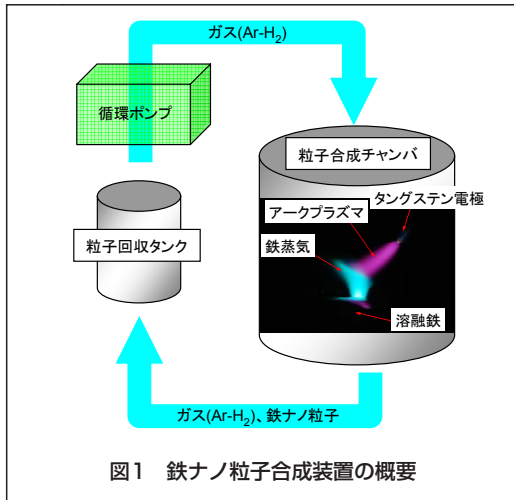 ガス(Ar-H₂)
循環ポンプ
粒子合成チャンバ
タングステン電極
アークプラズマ
鉄蒸気
粒子回収タンク
溶融鉄
ガス(Ar-H₂)、鉄ナノ粒子
図1 鉄ナノ粒子合成装置の概要